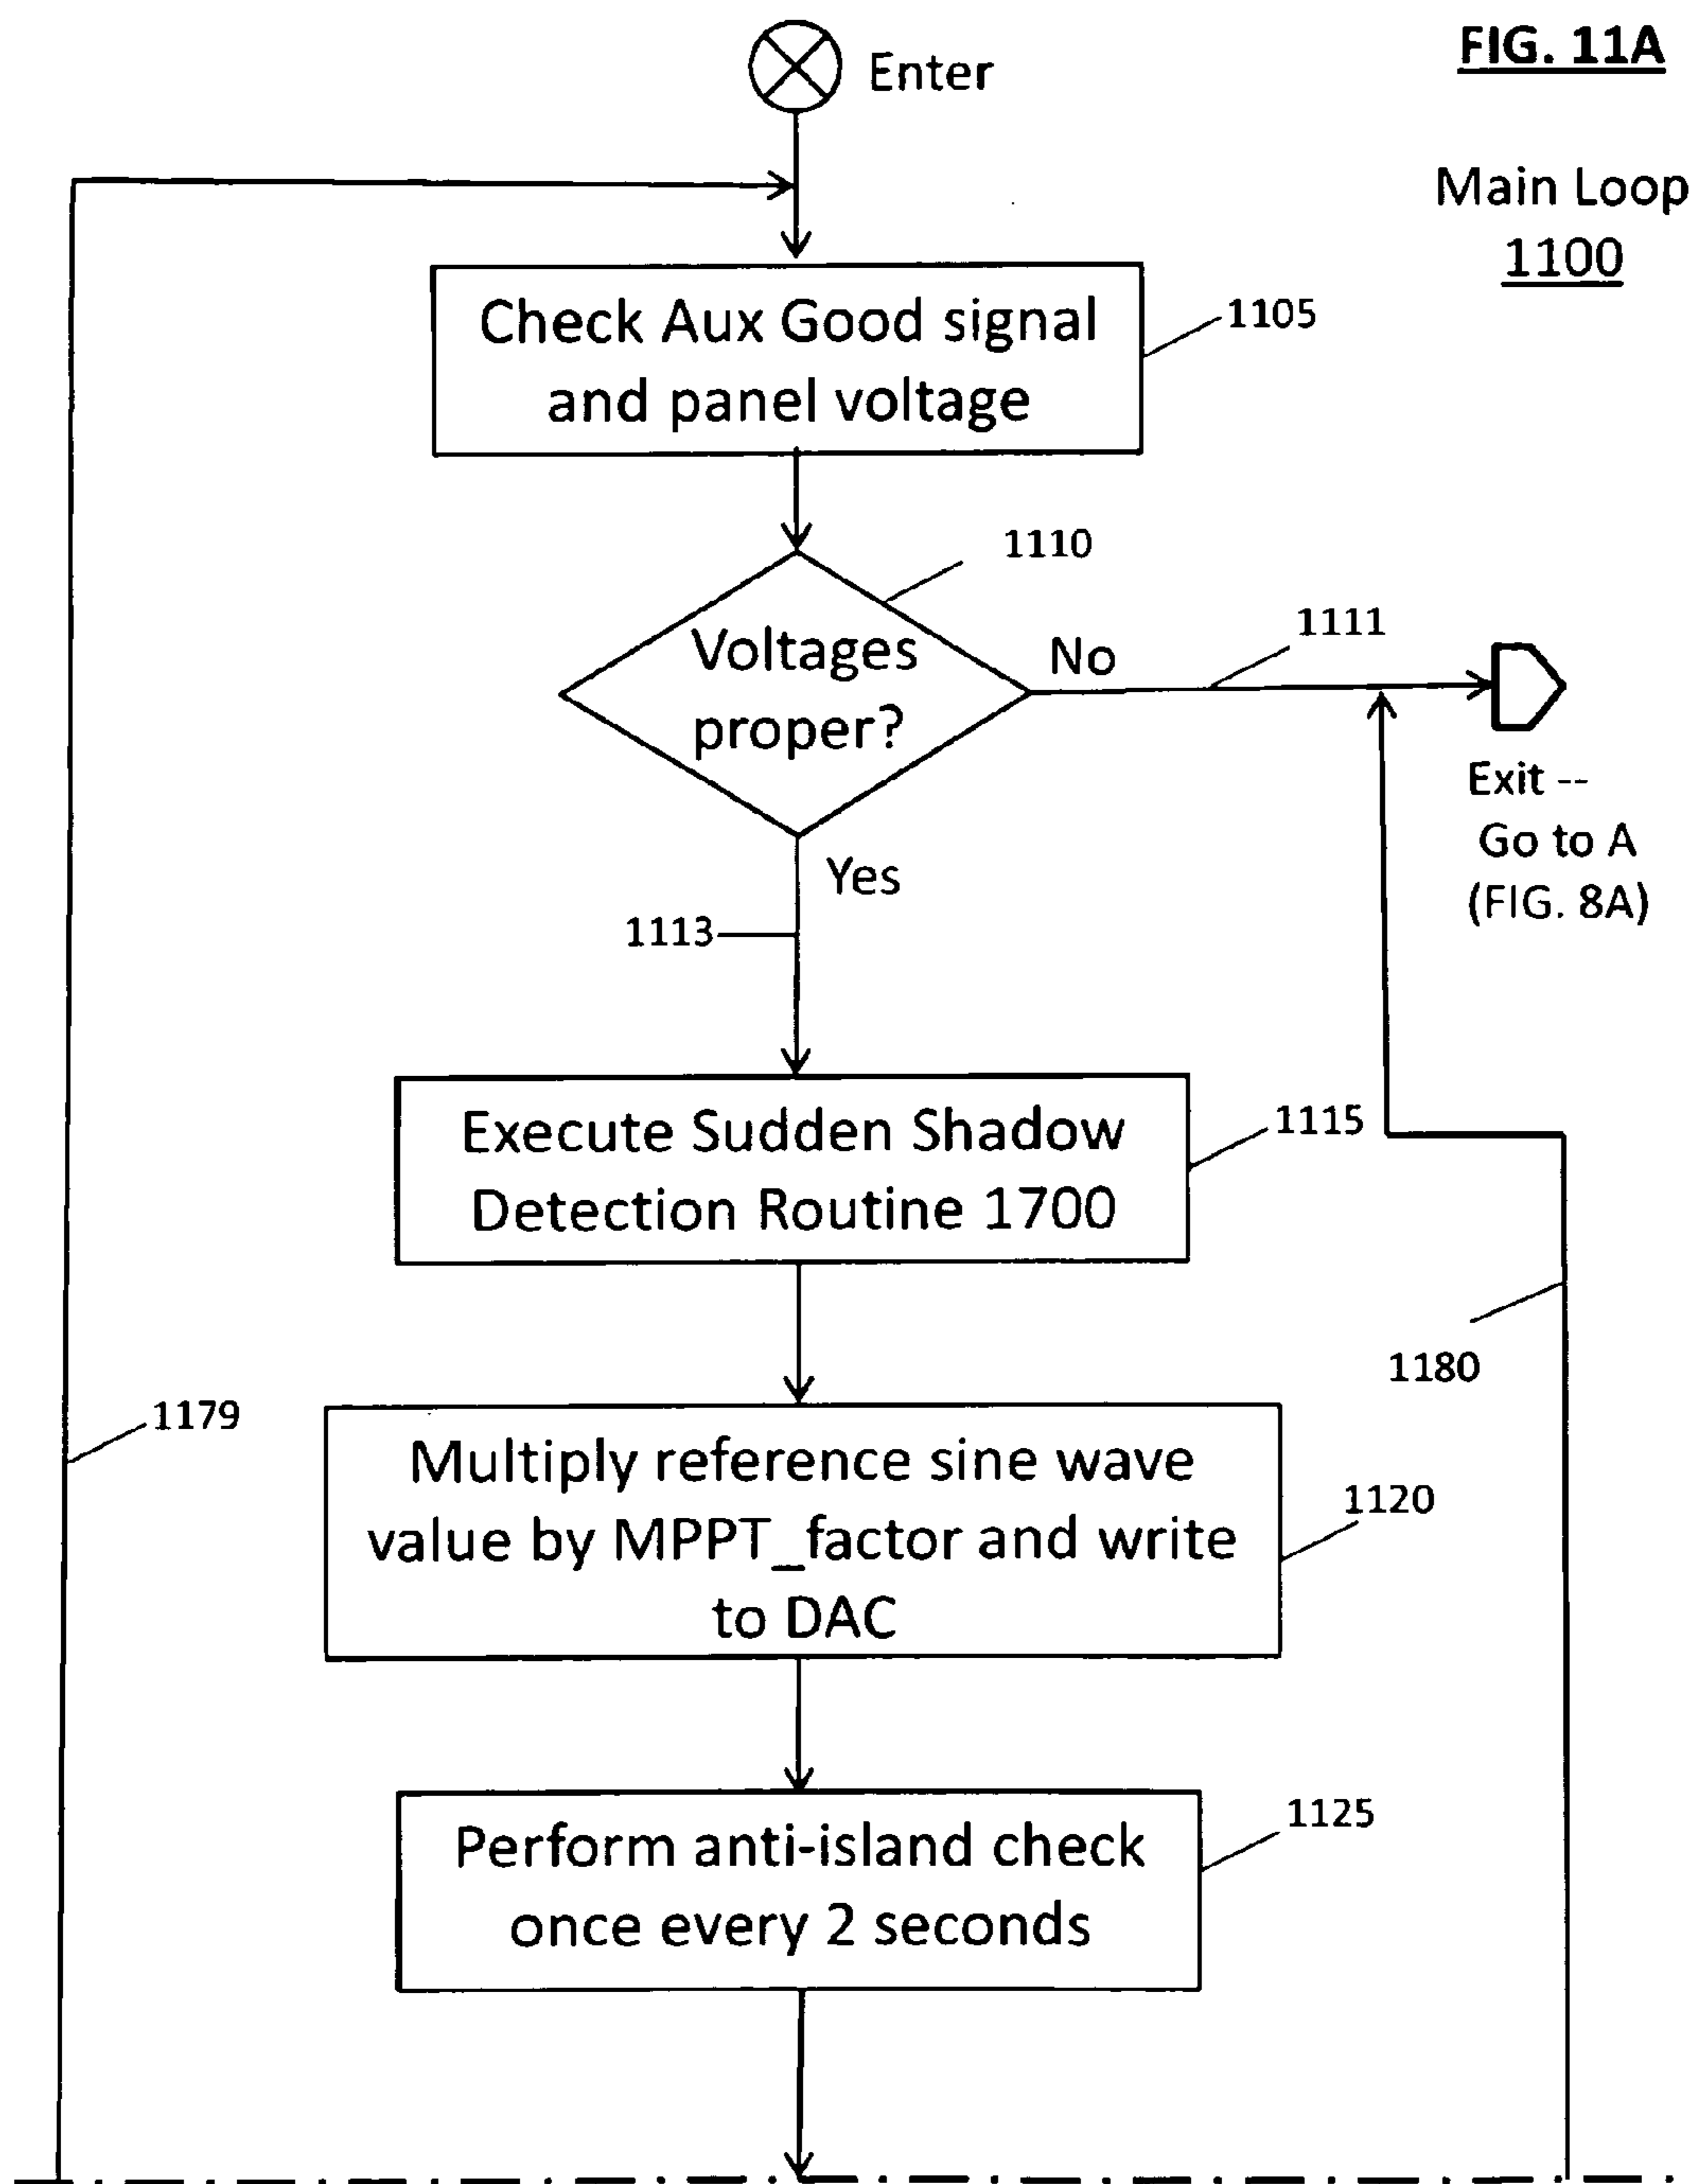 FIG. 11A
Enter
Main Loop
1100
Check Aux Good signal
and panel voltage
1105
1110
Voltages
proper?
No
1111
Exit --
Go to A
(FIG. 8A)
Yes
1113
Execute Sudden Shadow
Detection Routine 1700
1115
1180
1179
Multiply reference sine wave
value by MPPT_factor and write
to DAC
1120
Perform anti-island check
once every 2 seconds
1125